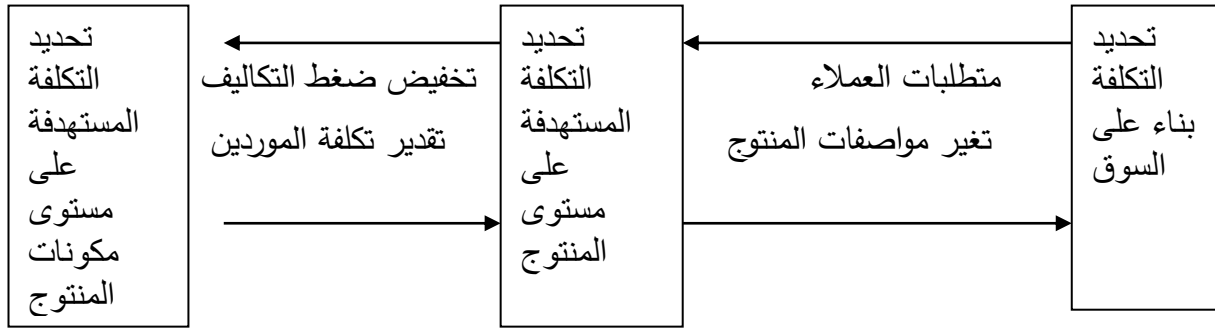 تحديد
التكلفة
بناء على
السوق
متطلبات العملاء
تغير مواصفات المنتوج
تحديد
التكلفة
المستهدفة
على
مستوى
المنتوج
تخفيض ضغط التكاليف
تقدير تكلفة الموردين
تحديد
التكلفة
المستهدفة
على
مستوى
مكونات
المنتوج